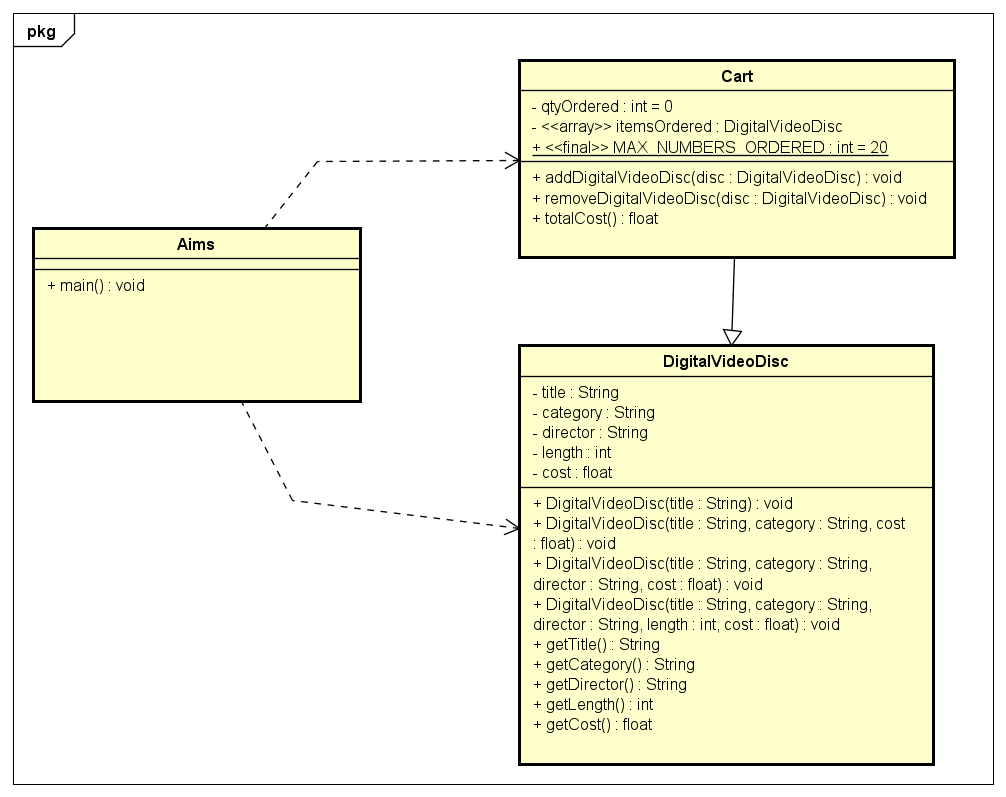 pkg
Cart
- qtyOrdered : int = 0
- <<array>> itemsOrdered : DigitalVideoDisc
+ <<final>> MAX_NUMBERS_ORDERED : int = 20
+ addDigitalVideoDisc(disc : DigitalVideoDisc) : void
+ removeDigitalVideoDisc(disc : DigitalVideoDisc) : void
+ totalCost() : float
Aims
+ main() : void
DigitalVideoDisc
- title : String
- category : String
- director : String
- length : int
- cost : float
+ DigitalVideoDisc(title : String) : void
+ DigitalVideoDisc(title : String, category : String, cost
: float) : void
+ DigitalVideoDisc(title : String, category : String,
director : String, cost : float) : void
+ DigitalVideoDisc(title : String, category : String,
director : String, length : int, cost : float) : void
+ getTitle() : String
+ getCategory() : String
+ getDirector() : String
+ getLength() : int
+ getCost() : float